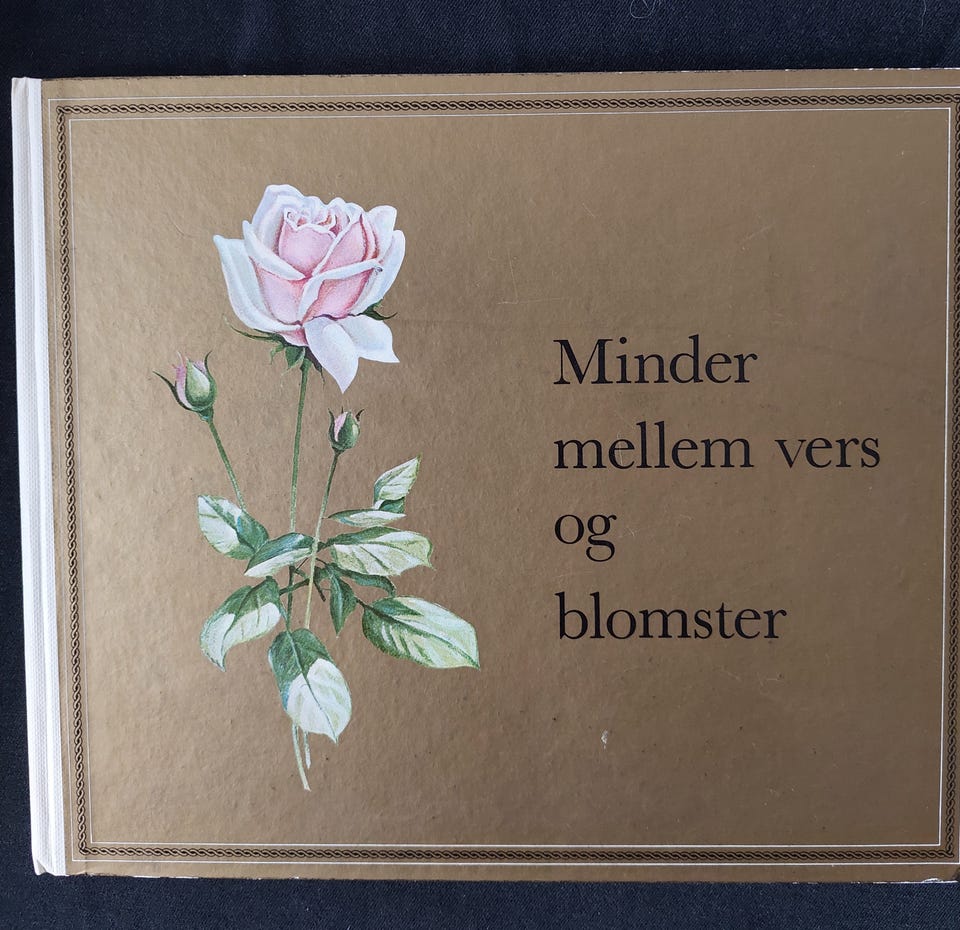 Minder
mellem vers
og
blomster